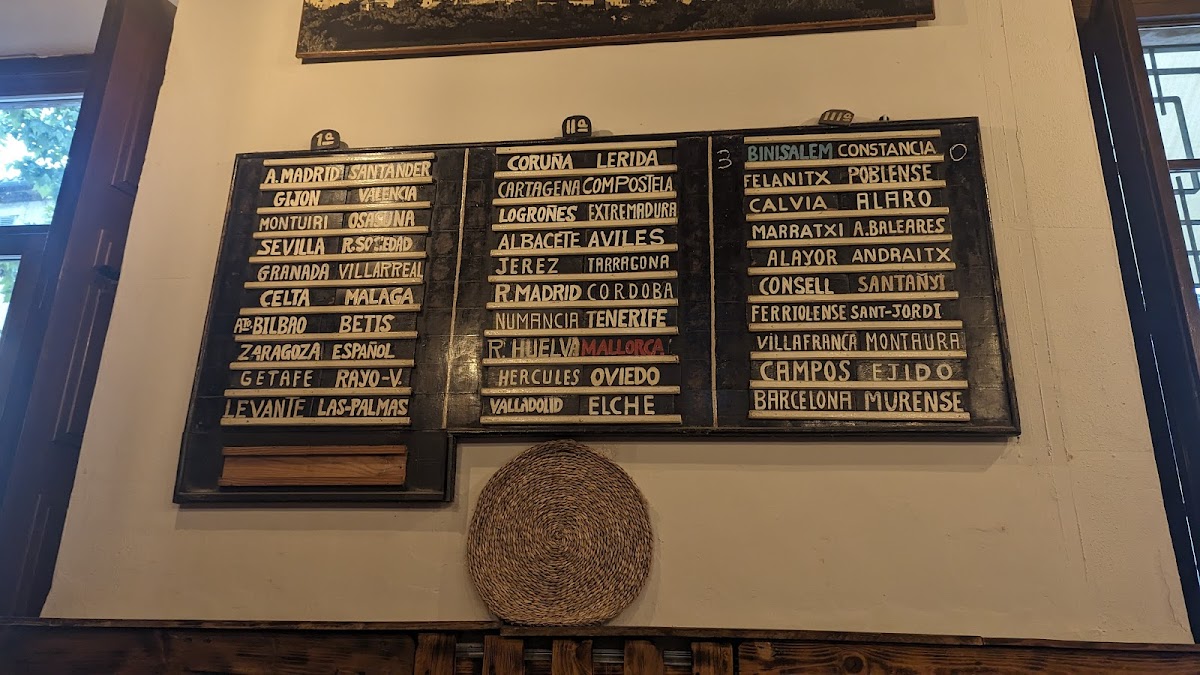 1ª
A.MADRID SANTANDER
GIJON VALENCIA
MONTUIRI OSASUNA
SEVILLA R.SOCIEDAD
GRANADA VILLARREAL
CELTA MALAGA
Aᵀᴼ BILBAO BETIS
ZARAGOZA ESPAÑOL
GETAFE RAYO-V.
LEVANTE LAS-PALMAS
IIª
CORUÑA LERIDA
CARTAGENA COMPOSTELA
LOGROÑES EXTREMADURA
ALBACETE AVILES
JEREZ TARRAGONA
R.MADRID CORDOBA
NUMANCIA TENERIFE
Rº HUELVA MALLORCA
HERCULES OVIEDO
VALLADOLID ELCHE
IIIª
3 BINISALEM CONSTANCIA 0
FELANITX POBLENSE
CALVIA ALARO
MARRATXI A.BALEARES
ALAYOR ANDRAITX
CONSELL SANTAÑYI
FERRIOLENSE SANT-JORDI
VILLAFRANCA MONTAURA
CAMPOS EJIDO
BARCELONA MURENSE